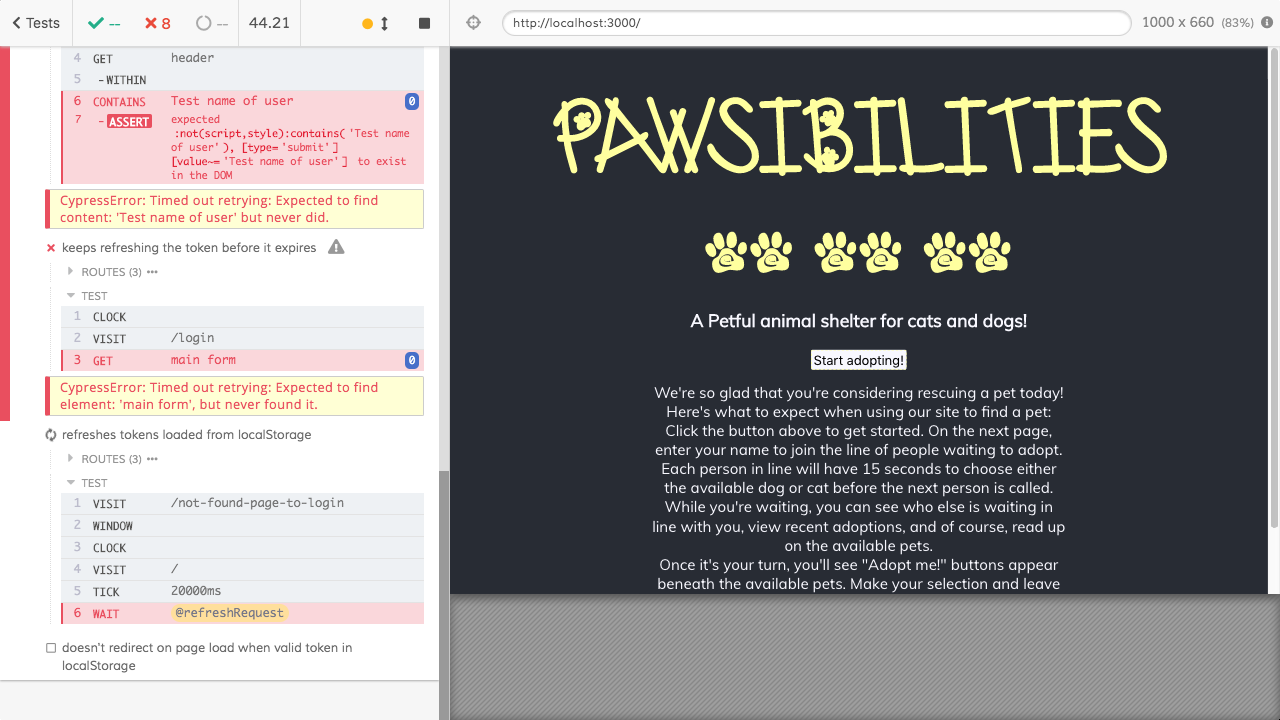 Tests
--
8
--
44.21
http://localhost:3000/
1000 x 660 (83%)
4 GET header
5 -WITHIN
6 CONTAINS Test name of user 0
7 -ASSERT expected
:not(script,style):contains('Test name
of user'), [type='submit']
[value~='Test name of user'] to exist
in the DOM
CypressError: Timed out retrying: Expected to find
content: 'Test name of user' but never did.
keeps refreshing the token before it expires
ROUTES (3)
TEST
1 CLOCK
2 VISIT /login
3 GET main form 0
CypressError: Timed out retrying: Expected to find
element: 'main form', but never found it.
refreshes tokens loaded from localStorage
ROUTES (3)
TEST
1 VISIT /not-found-page-to-login
2 WINDOW
3 CLOCK
4 VISIT /
5 TICK 20000ms
6 WAIT @refreshRequest
doesn't redirect on page load when valid token in
localStorage
PAWSIBILITIES
A Petful animal shelter for cats and dogs!
Start adopting!
We're so glad that you're considering rescuing a pet today!
Here's what to expect when using our site to find a pet:
Click the button above to get started. On the next page,
enter your name to join the line of people waiting to adopt.
Each person in line will have 15 seconds to choose either
the available dog or cat before the next person is called.
While you're waiting, you can see who else is waiting in
line with you, view recent adoptions, and of course, read up
on the available pets.
Once it's your turn, you'll see "Adopt me!" buttons appear
beneath the available pets. Make your selection and leave